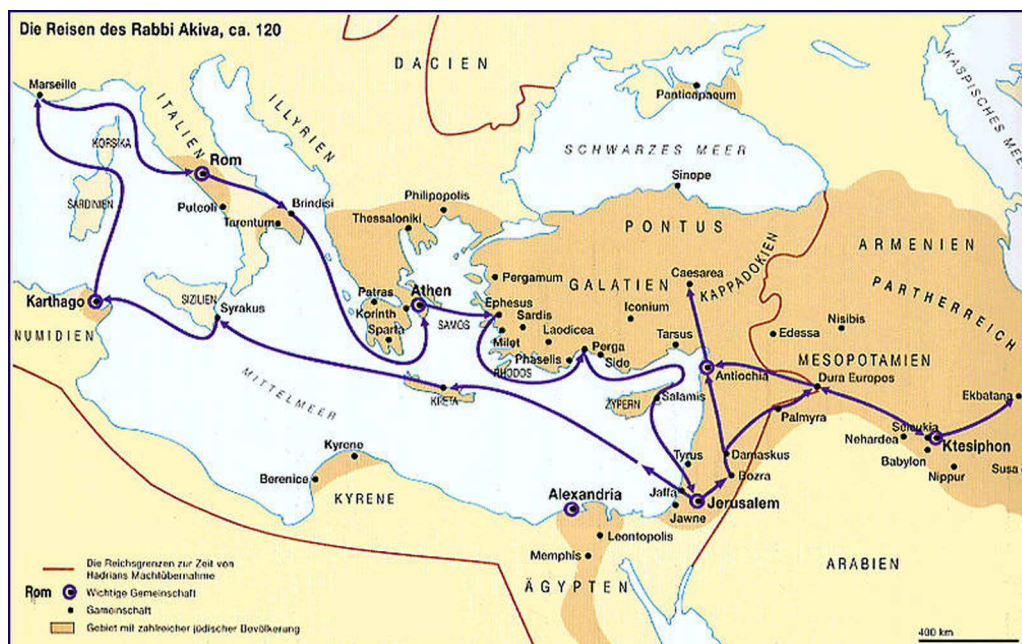 Die Reisen des Rabbi Akiva, ca. 120
DACIEN
Marseille
ITALIEN
ILLYRIEN
KORSIKA
Rom
Panticapaeum
KASPISCHES MEER
SCHWARZES MEER
Sinope
SARDINIEN
Puteoli
Brindisi
Tarentum
Philipopolis
Thessaloniki
PONTUS
ARMENIEN
Pergamum
GALATIEN
Caesarea
KAPPADOKIEN
PARTHERREICH
Karthago
SIZILIEN
Syrakus
Patras
Athen
Korinth
Sparta
SAMOS
Ephesus
Sardis
Iconium
Milet
Laodicea
Tarsus
Edessa
Nisibis
NUMIDIEN
Perga
Phaselis
Side
RHODOS
MESOPOTAMIEN
Antiochia
Dura Europos
MITTELMEER
KRETA
ZYPERN
Salamis
Palmyra
Ekbatana
Seleukia
Nehardea
Ktesiphon
Babylon
Nippur
Susa
Kyrene
Berenice
KYRENE
Tyrus
Damaskus
Bozra
Jaffa
Jerusalem
Jawne
Alexandria
Leontopolis
Memphis
ÄGYPTEN
ARABIEN
Die Reichsgrenzen zur Zeit von
Hadrians Machtübernahme
Rom Wichtige Gemeinschaft
Gemeinschaft
Gebiet mit zahlreicher jüdischer Bevölkerung
400 km